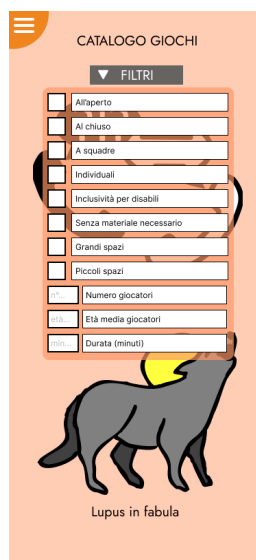 CATALOGO GIOCHI
▼ FILTRI
All'aperto
Al chiuso
A squadre
Individuali
Inclusività per disabili
Senza materiale necessario
Grandi spazi
Piccoli spazi
n°... Numero giocatori
età... Età media giocatori
min... Durata (minuti)
Lupus in fabula